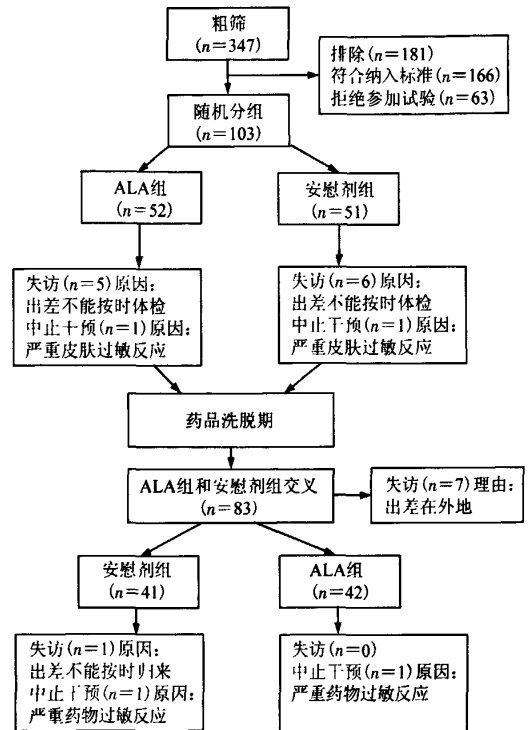 粗筛
(n=347)
排除(n=181)
符合纳入标准(n=166)
拒绝参加试验(n=63)
随机分组
(n=103)
ALA组
(n=52)
安慰剂组
(n=51)
失访(n=5)原因:
出差不能按时体检
中止干预(n=1)原因:
严重皮肤过敏反应
失访(n=6)原因:
出差不能按时体检
中止干预(n=1)原因:
严重皮肤过敏反应
药品洗脱期
ALA组和安慰剂组交叉
(n=83)
失访(n=7)理由:
出差在外地
安慰剂组
(n=41)
ALA组
(n=42)
失访(n=1)原因:
出差不能按时归来
中止干预(n=1)原因:
严重药物过敏反应
失访(n=0)
中止干预(n=1)原因:
严重药物过敏反应